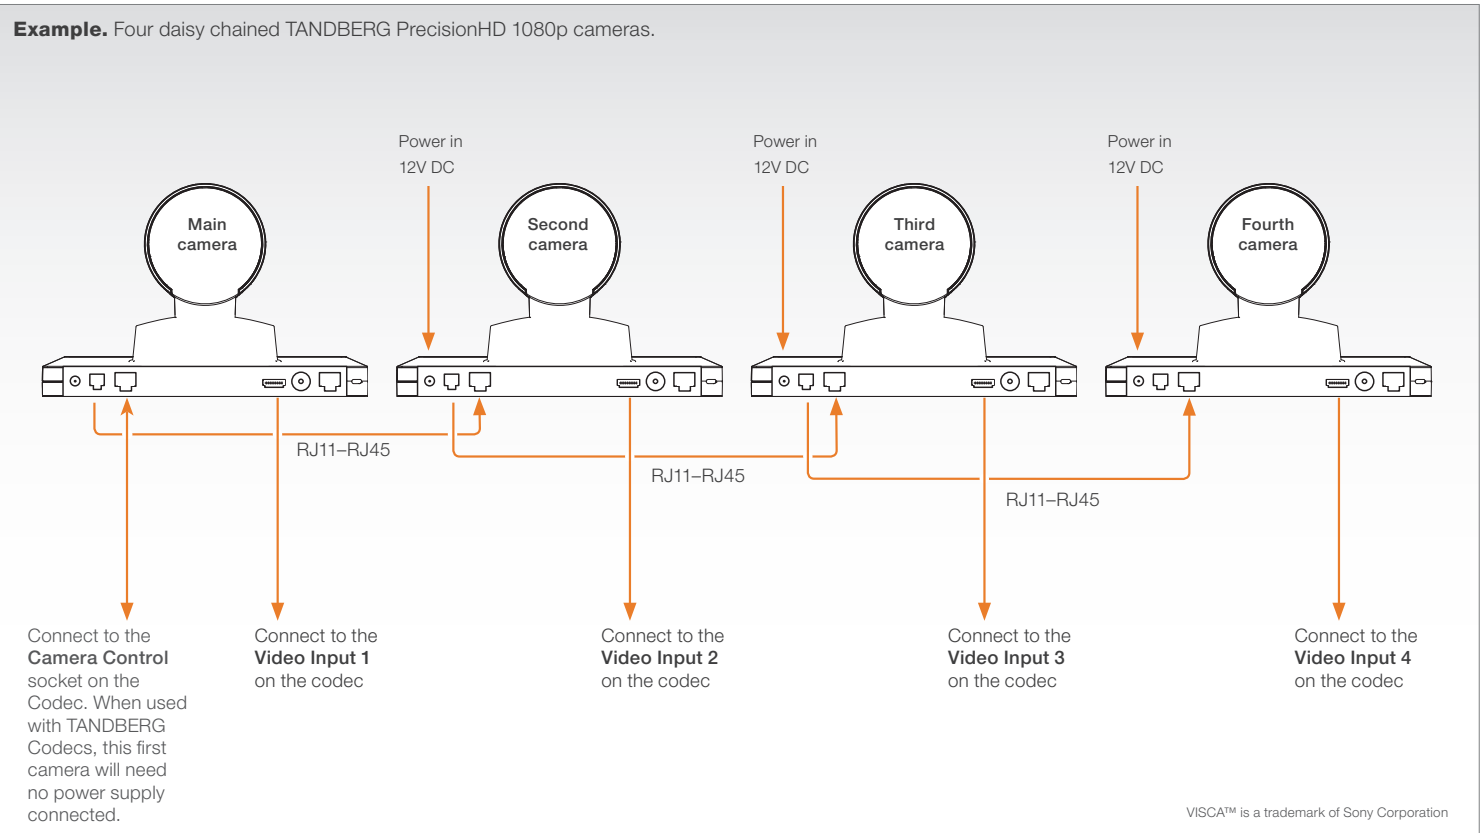 Example. Four daisy chained TANDBERG PrecisionHD 1080p cameras.
Power in
12V DC
Power in
12V DC
Power in
12V DC
Main
camera
Second
camera
Third
camera
Fourth
camera
RJ11–RJ45
RJ11–RJ45
RJ11–RJ45
Connect to the
Camera Control
socket on the
Codec. When used
with TANDBERG
Codecs, this first
camera will need
no power supply
connected.
Connect to the
Video Input 1
on the codec
Connect to the
Video Input 2
on the codec
Connect to the
Video Input 3
on the codec
Connect to the
Video Input 4
on the codec
VISCA™ is a trademark of Sony Corporation